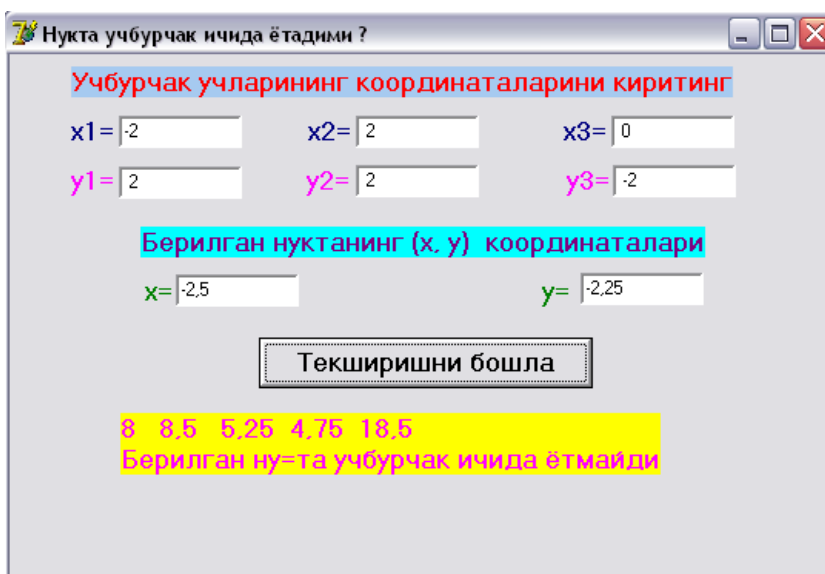 Нукта учбурчак ичида ётадими ?
Учбурчак учларининг координаталарини киритинг
x1= -2 x2= 2 x3= 0
y1= 2 y2= 2 y3= -2
Берилган нуктанинг (x, y) координаталари
x= -2,5 y= -2,25
Текширишни бошла
8 8,5 5,25 4,75 18,5
Берилган ну=та учбурчак ичида ётмайди